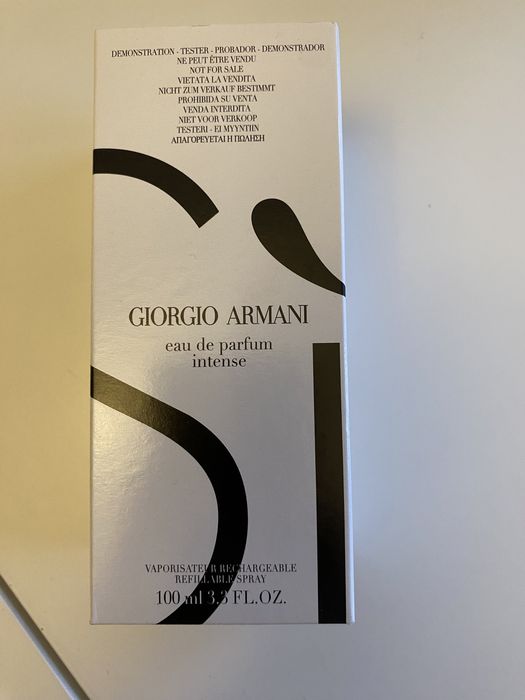 DEMONSTRATION - TESTER - PROBADOR - DEMONSTRADOR
NE PEUT ÊTRE VENDU
NOT FOR SALE
VIETATA LA VENDITA
NICHT ZUM VERKAUF BESTIMMT
PROHIBIDA SU VENTA
VENDA INTERDITA
NIET VOOR VERKOOP
TESTERI - EI MYYNTIIN
ΑΠΑΓΟΡΕΥΕΤΑΙ Η ΠΩΛΗΣΗ
SÌ
GIORGIO ARMANI
eau de parfum
intense
VAPORISATEUR RECHARGEABLE
REFILLABLE SPRAY
100 ml 3.3 FL.OZ.